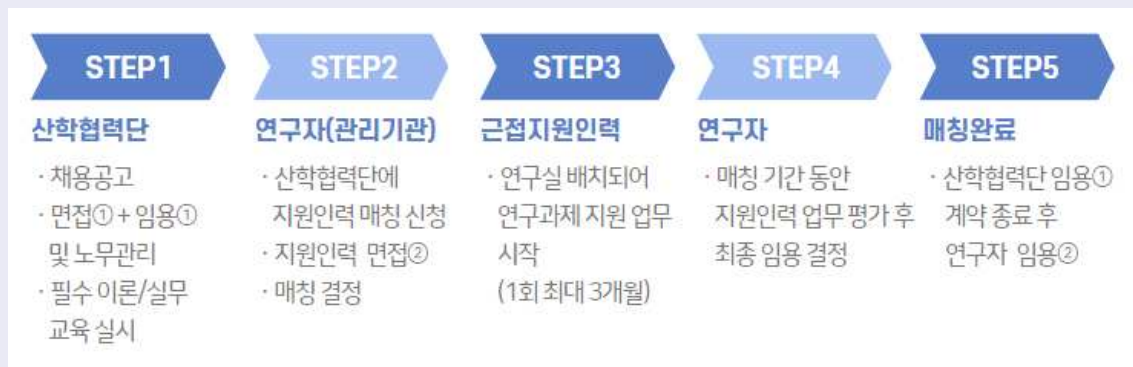 STEP1
산학협력단
· 채용공고
· 면접① + 임용①
및 노무관리
· 필수 이론/실무
교육 실시
STEP2
연구자(관리기관)
· 산학협력단에
지원인력 매칭 신청
· 지원인력 면접②
· 매칭 결정
STEP3
근접지원인력
· 연구실 배치되어
연구과제 지원 업무
시작
(1회 최대 3개월)
STEP4
연구자
· 매칭 기간 동안
지원인력 업무 평가 후
최종 임용 결정
STEP5
매칭완료
· 산학협력단 임용①
계약 종료 후
연구자 임용②